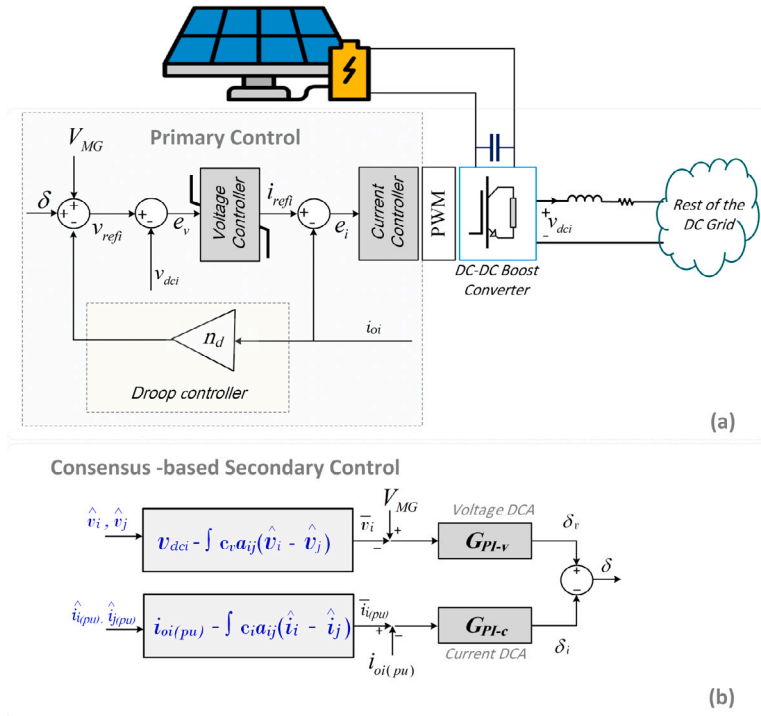 Primary Control
V_MG
δ
+
+
+
v_refi
+
-
e_v
v_dci
Voltage
Controller
i_refi
+
-
e_i
Current
Controller
PWM
DC-DC Boost
Converter
+
v_dci
-
Rest of the
DC Grid
n_d
i_oi
Droop controller
(a)
Consensus -based Secondary Control
v̂_i , v̂_j
v_dci - ∫ c_v a_ij(v̂_i - v̂_j)
v̅_i
V_MG
+
-
Voltage DCA
G_PI-v
δ_v
î_i(pu). î_j(pu)
i_oi(pu) - ∫ c_i a_ij(î_i - î_j)
i̅_i(pu)
+
-
i_oi(pu)
G_PI-c
Current DCA
δ_i
+
-
δ
(b)